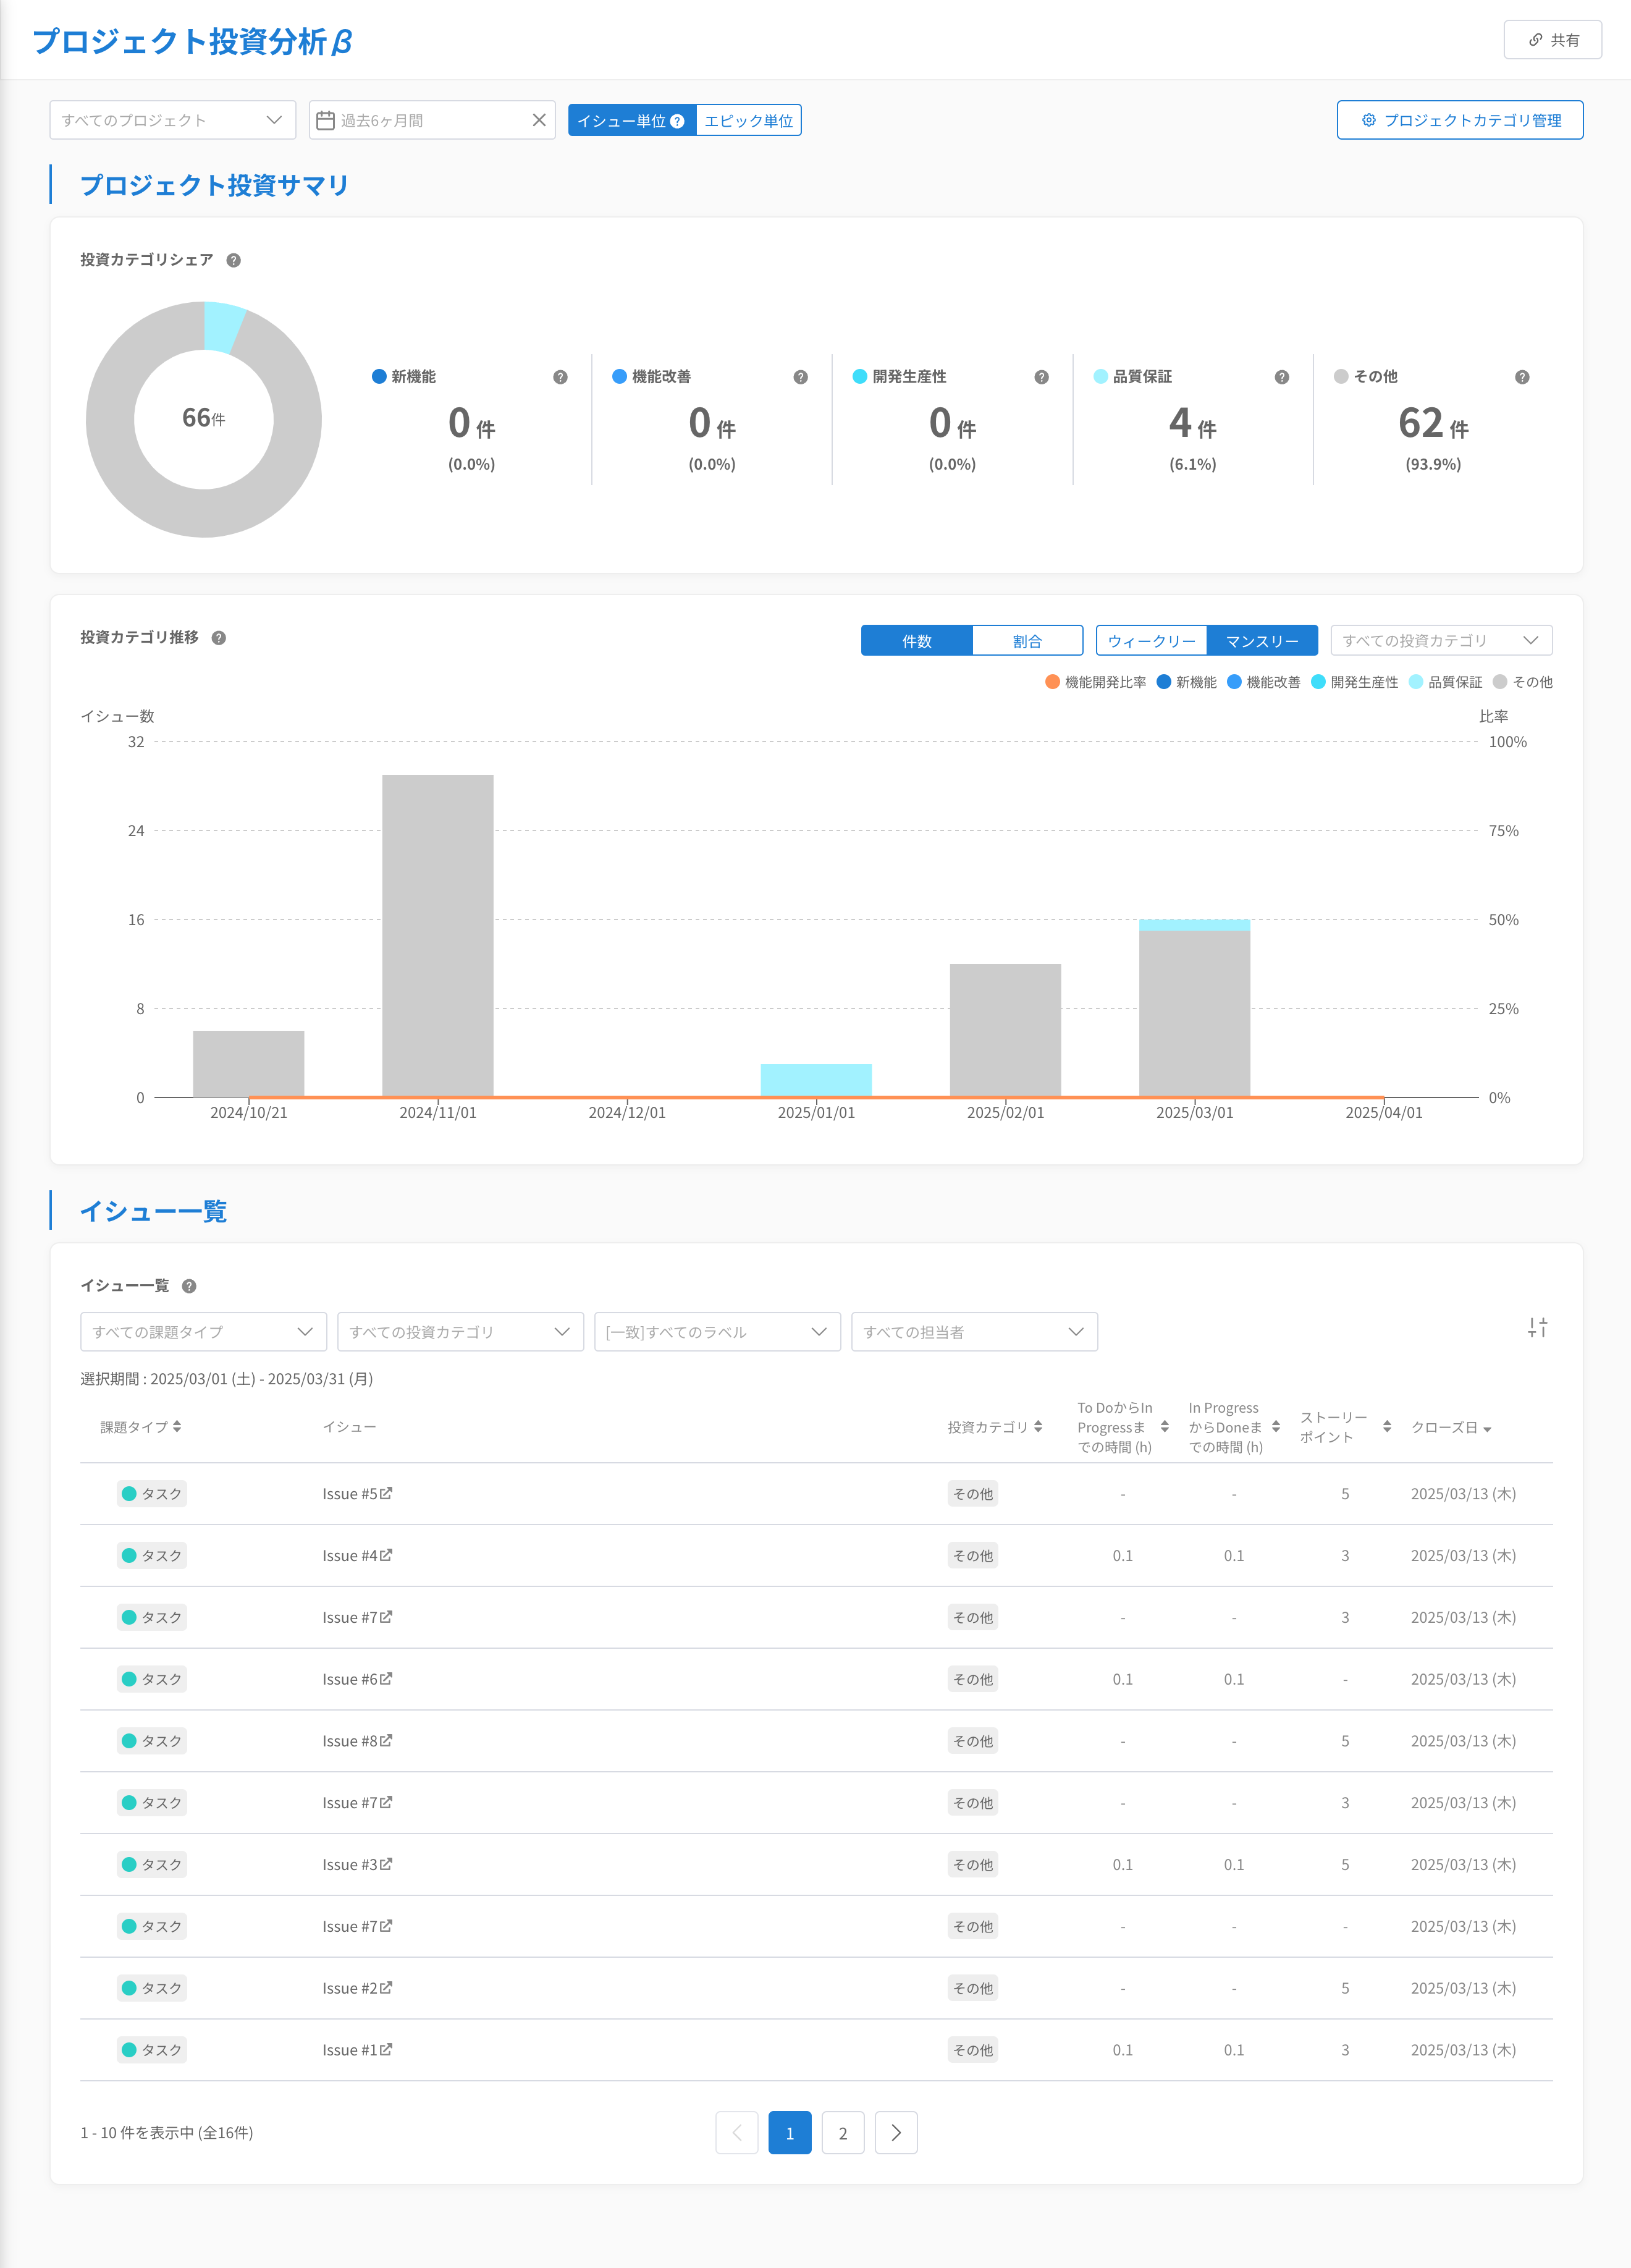 プロジェクト投資分析β
共有
すべてのプロジェクト
過去6ヶ月間
イシュー単位 ?
エピック単位
プロジェクトカテゴリ管理
プロジェクト投資サマリ
投資カテゴリシェア ?
66件
新機能 ?
0 件
(0.0%)
機能改善 ?
0 件
(0.0%)
開発生産性 ?
0 件
(0.0%)
品質保証 ?
4 件
(6.1%)
その他 ?
62 件
(93.9%)
投資カテゴリ推移 ?
件数 割合
ウィークリー マンスリー
すべての投資カテゴリ
機能開発比率 新機能 機能改善 開発生産性 品質保証 その他
イシュー数 比率
32 100%
24 75%
16 50%
8 25%
0 0%
2024/10/21 2024/11/01 2024/12/01 2025/01/01 2025/02/01 2025/03/01 2025/04/01
イシュー一覧
イシュー一覧 ?
すべての課題タイプ すべての投資カテゴリ [一致]すべてのラベル すべての担当者
選択期間 : 2025/03/01 (土) - 2025/03/31 (月)
課題タイプ
イシュー
投資カテゴリ
To DoからIn
Progressま
での時間 (h)
In Progress
からDoneま
での時間 (h)
ストーリー
ポイント
クローズ日
タスク Issue #5 その他 - - 5 2025/03/13 (木)
タスク Issue #4 その他 0.1 0.1 3 2025/03/13 (木)
タスク Issue #7 その他 - - 3 2025/03/13 (木)
タスク Issue #6 その他 0.1 0.1 - 2025/03/13 (木)
タスク Issue #8 その他 - - 5 2025/03/13 (木)
タスク Issue #7 その他 - - 3 2025/03/13 (木)
タスク Issue #3 その他 0.1 0.1 5 2025/03/13 (木)
タスク Issue #7 その他 - - - 2025/03/13 (木)
タスク Issue #2 その他 - - 5 2025/03/13 (木)
タスク Issue #1 その他 0.1 0.1 3 2025/03/13 (木)
1 - 10 件を表示中 (全16件)
1 2